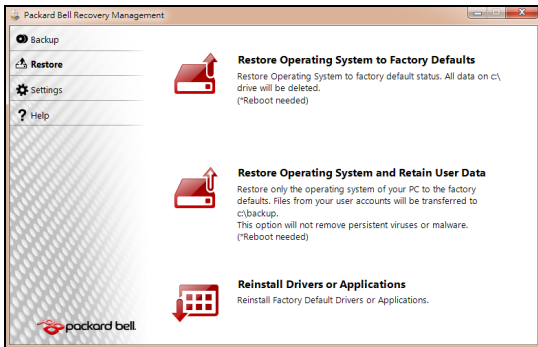 Packard Bell Recovery Management
Backup
Restore
Settings
? Help
Restore Operating System to Factory Defaults
Restore Operating System to factory default status. All data on c:\
drive will be deleted.
(*Reboot needed)
Restore Operating System and Retain User Data
Restore only the operating system of your PC to the factory
defaults. Files from your user accounts will be transferred to
c:\backup.
This option will not remove persistent viruses or malware.
(*Reboot needed)
Reinstall Drivers or Applications
Reinstall Factory Default Drivers or Applications.
packard bell.